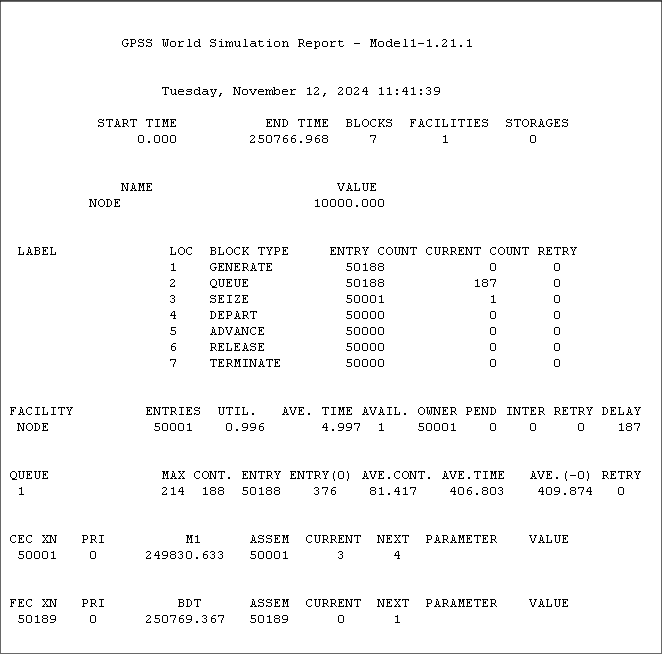 GPSS World Simulation Report - Model1-1.21.1
Tuesday, November 12, 2024 11:41:39
START TIME END TIME BLOCKS FACILITIES STORAGES
0.000 250766.968 7 1 0
NAME VALUE
NODE 10000.000
LABEL LOC BLOCK TYPE ENTRY COUNT CURRENT COUNT RETRY
1 GENERATE 50188 0 0
2 QUEUE 50188 187 0
3 SEIZE 50001 1 0
4 DEPART 50000 0 0
5 ADVANCE 50000 0 0
6 RELEASE 50000 0 0
7 TERMINATE 50000 0 0
FACILITY ENTRIES UTIL. AVE. TIME AVAIL. OWNER PEND INTER RETRY DELAY
NODE 50001 0.996 4.997 1 50001 0 0 0 187
QUEUE MAX CONT. ENTRY ENTRY(0) AVE.CONT. AVE.TIME AVE.(-0) RETRY
1 214 188 50188 376 81.417 406.803 409.874 0
CEC XN PRI M1 ASSEM CURRENT NEXT PARAMETER VALUE
50001 0 249830.633 50001 3 4
FEC XN PRI BDT ASSEM CURRENT NEXT PARAMETER VALUE
50189 0 250769.367 50189 0 1